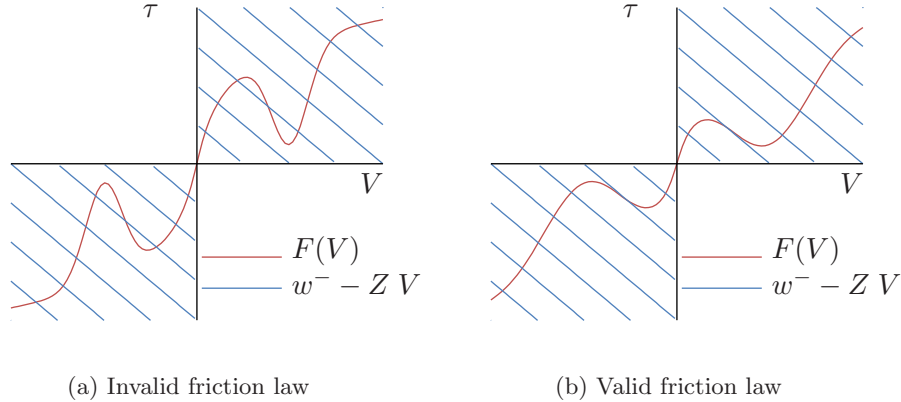 τ
V
F(V)
w⁻ − Z V
(a) Invalid friction law
τ
V
F(V)
w⁻ − Z V
(b) Valid friction law